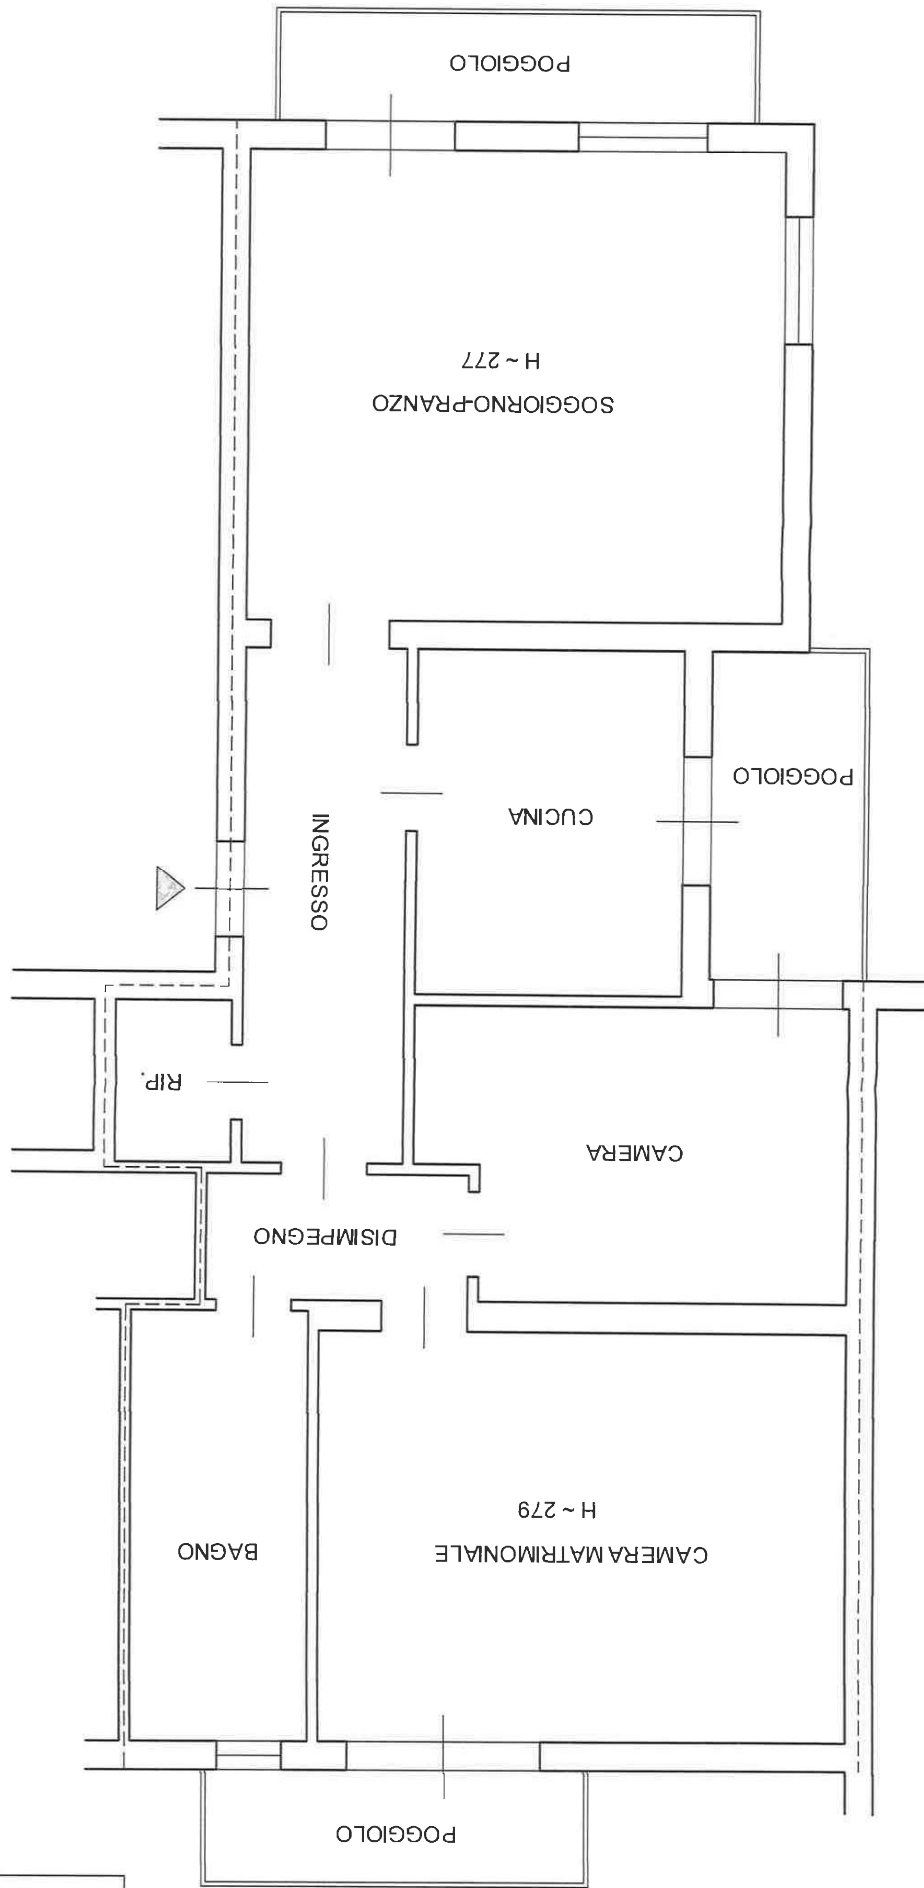 POGGIOLO
CAMERA MATRIMONIALE
H ~ 279
BAGNO
DISIMPEGNO
CAMERA
RIP.
INGRESSO
CUCINA
POGGIOLO
SOGGIORNO-PRANZO
H ~ 277
POGGIOLO